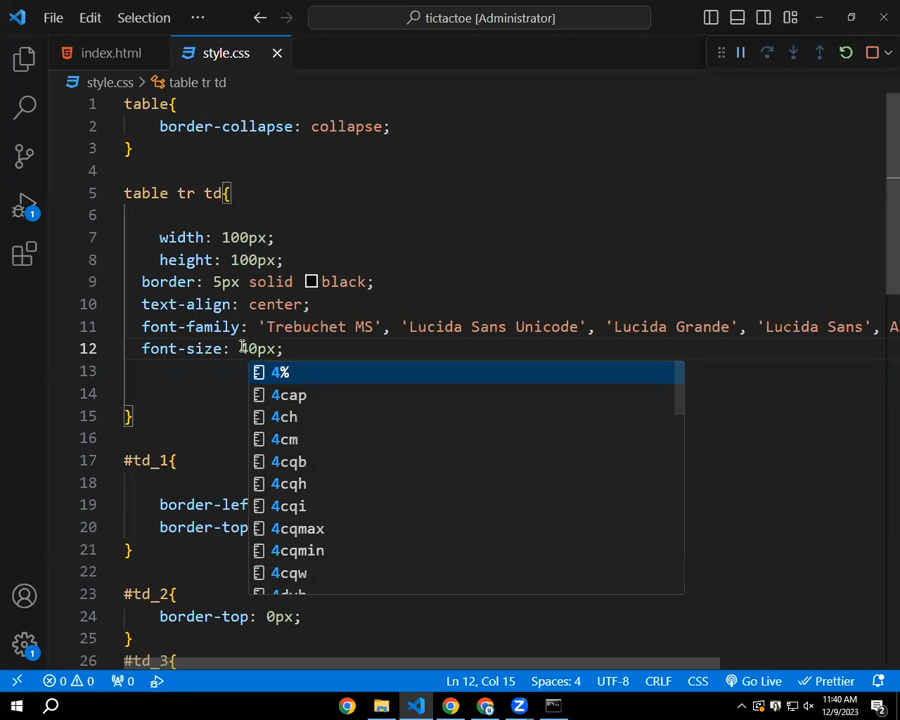 File Edit Selection ··· tictactoe [Administrator]
index.html style.css
style.css > table tr td
1 table{
2 border-collapse: collapse;
3 }
4
5 table tr td{
6
7 width: 100px;
8 height: 100px;
9 border: 5px solid black;
10 text-align: center;
11 font-family: 'Trebuchet MS', 'Lucida Sans Unicode', 'Lucida Grande', 'Lucida Sans', A
12 font-size: 40px;
13 4%
14 4cap
4ch
15 }
4cm
16
17 #td_1{ 4cqb
18 4cqh
19 border-left 4cqi
20 border-top 4cqmax
21 } 4cqmin
22 4cqw
23 #td_2{
24 border-top: 0px;
25 }
26 #td_3{
1
1
0 0 0 Ln 12, Col 15 Spaces: 4 UTF-8 CRLF CSS Go Live Prettier
11:40 AM
12/9/2023
2